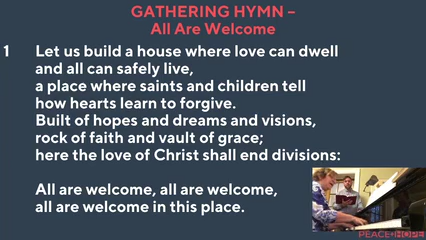 GATHERING HYMN –
All Are Welcome
1 Let us build a house where love can dwell
and all can safely live,
a place where saints and children tell
how hearts learn to forgive.
Built of hopes and dreams and visions,
rock of faith and vault of grace;
here the love of Christ shall end divisions:
All are welcome, all are welcome,
all are welcome in this place.
PEACE HOPE